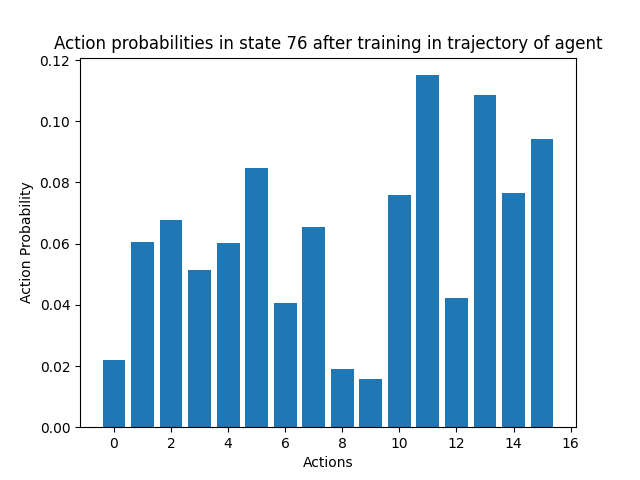 Action probabilities in state 76 after training in trajectory of agent
0.12
0.10
0.08
0.06
0.04
0.02
0.00
Action Probability
0 2 4 6 8 10 12 14 16
Actions